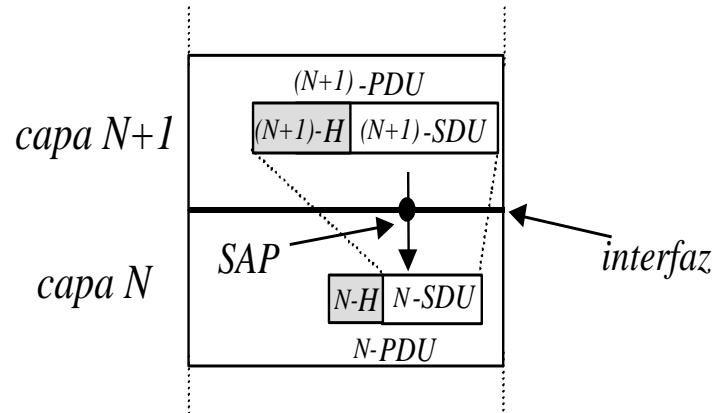 (N+1)-PDU
capa N+1
(N+1)-H
(N+1)-SDU
SAP
interfaz
capa N
N-H
N-SDU
N-PDU